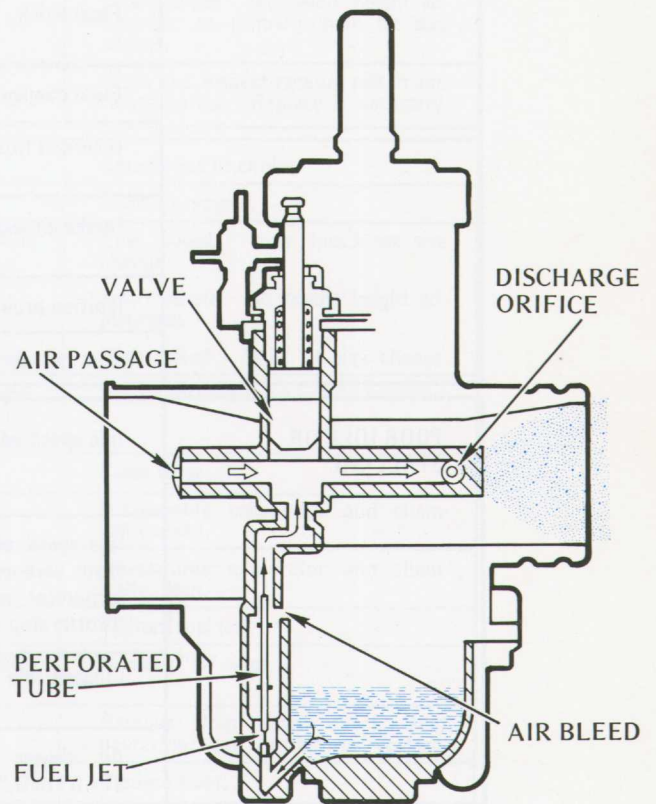 VALVE
DISCHARGE
ORIFICE
AIR PASSAGE
PERFORATED
TUBE
AIR BLEED
FUEL JET